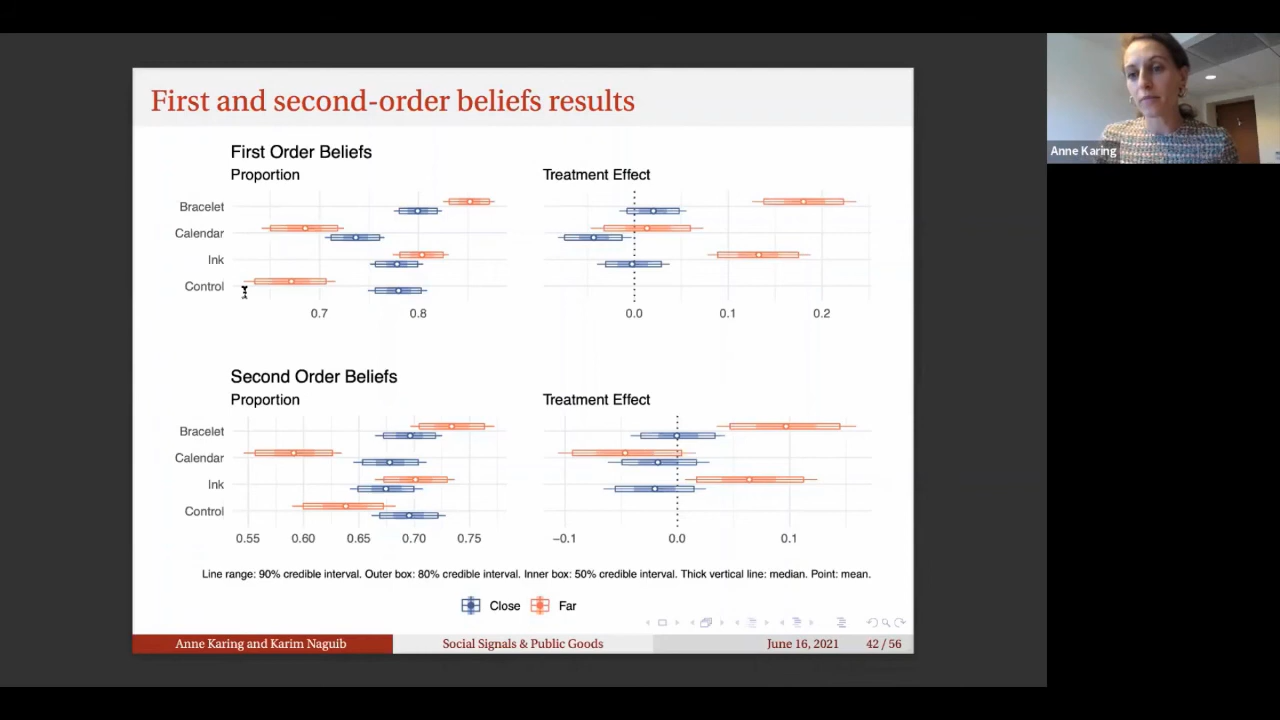 First and second-order beliefs results
First Order Beliefs
Proportion
Treatment Effect
Bracelet
Calendar
Ink
Control
0.7 0.8
0.0 0.1 0.2
Second Order Beliefs
Proportion
Treatment Effect
Bracelet
Calendar
Ink
Control
0.55 0.60 0.65 0.70 0.75
−0.1 0.0 0.1
Line range: 90% credible interval. Outer box: 80% credible interval. Inner box: 50% credible interval. Thick vertical line: median. Point: mean.
Close Far
Anne Karing and Karim Naguib
Social Signals & Public Goods
June 16, 2021 42 / 56
Anne Karing